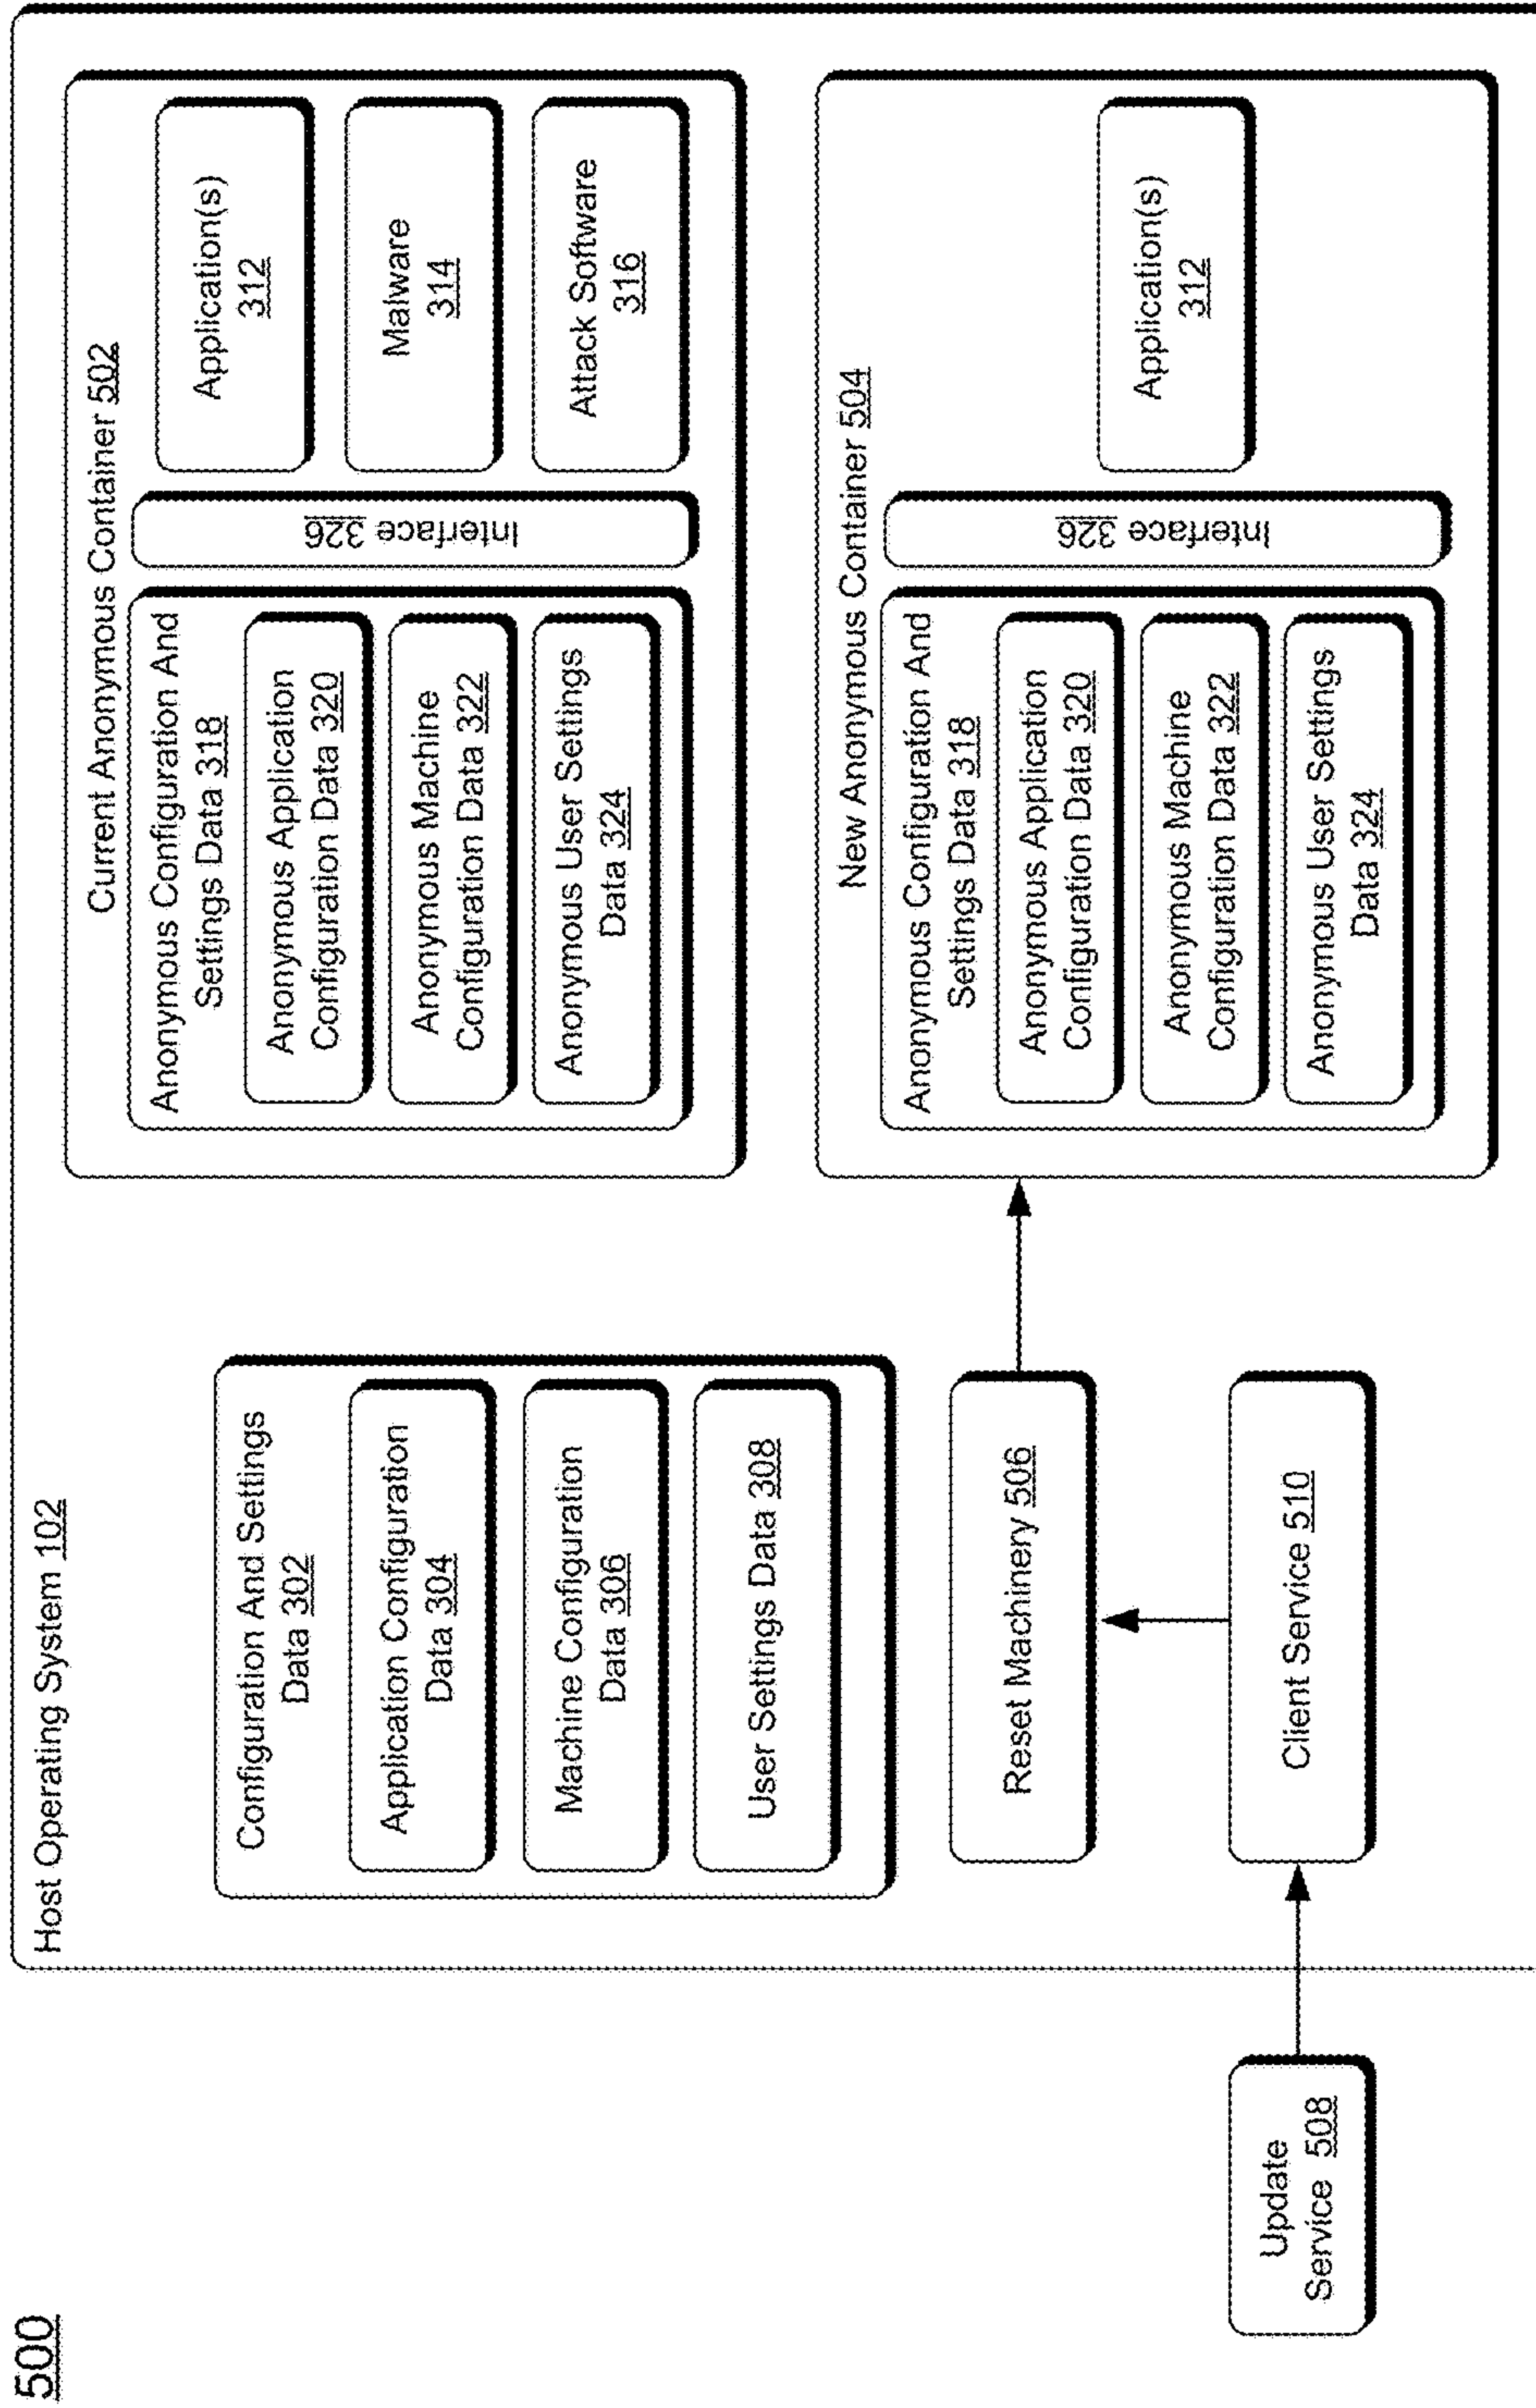 500
Host Operating System 102
Configuration And Settings
Data 302
Application Configuration
Data 304
Machine Configuration
Data 306
User Settings Data 308
Reset Machinery 506
Client Service 510
Update
Service 508
Current Anonymous Container 502
Anonymous Configuration And
Settings Data 318
Anonymous Application
Configuration Data 320
Anonymous Machine
Configuration Data 322
Anonymous User Settings
Data 324
Interface 326
Application(s)
312
Malware
314
Attack Software
316
New Anonymous Container 504
Anonymous Configuration And
Settings Data 318
Anonymous Application
Configuration Data 320
Anonymous Machine
Configuration Data 322
Anonymous User Settings
Data 324
Interface 326
Application(s)
312